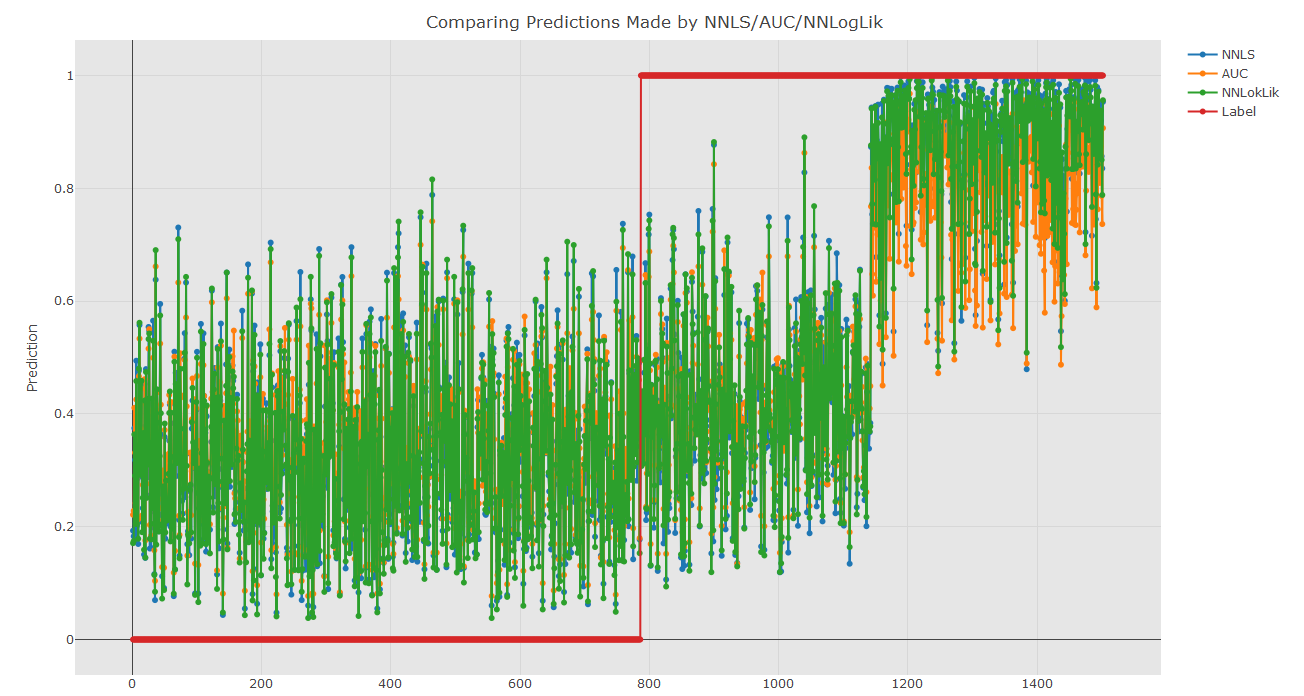 Comparing Predictions Made by NNLS/AUC/NNLogLik
NNLS
AUC
NNLokLik
Label
Prediction
1
0.8
0.6
0.4
0.2
0
0 200 400 600 800 1000 1200 1400